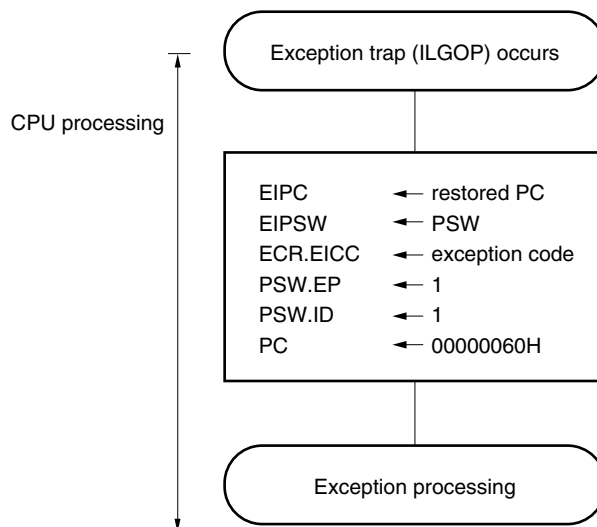 Exception trap (ILGOP) occurs
CPU processing
EIPC ← restored PC
EIPSW ← PSW
ECR.EICC ← exception code
PSW.EP ← 1
PSW.ID ← 1
PC ← 00000060H
Exception processing